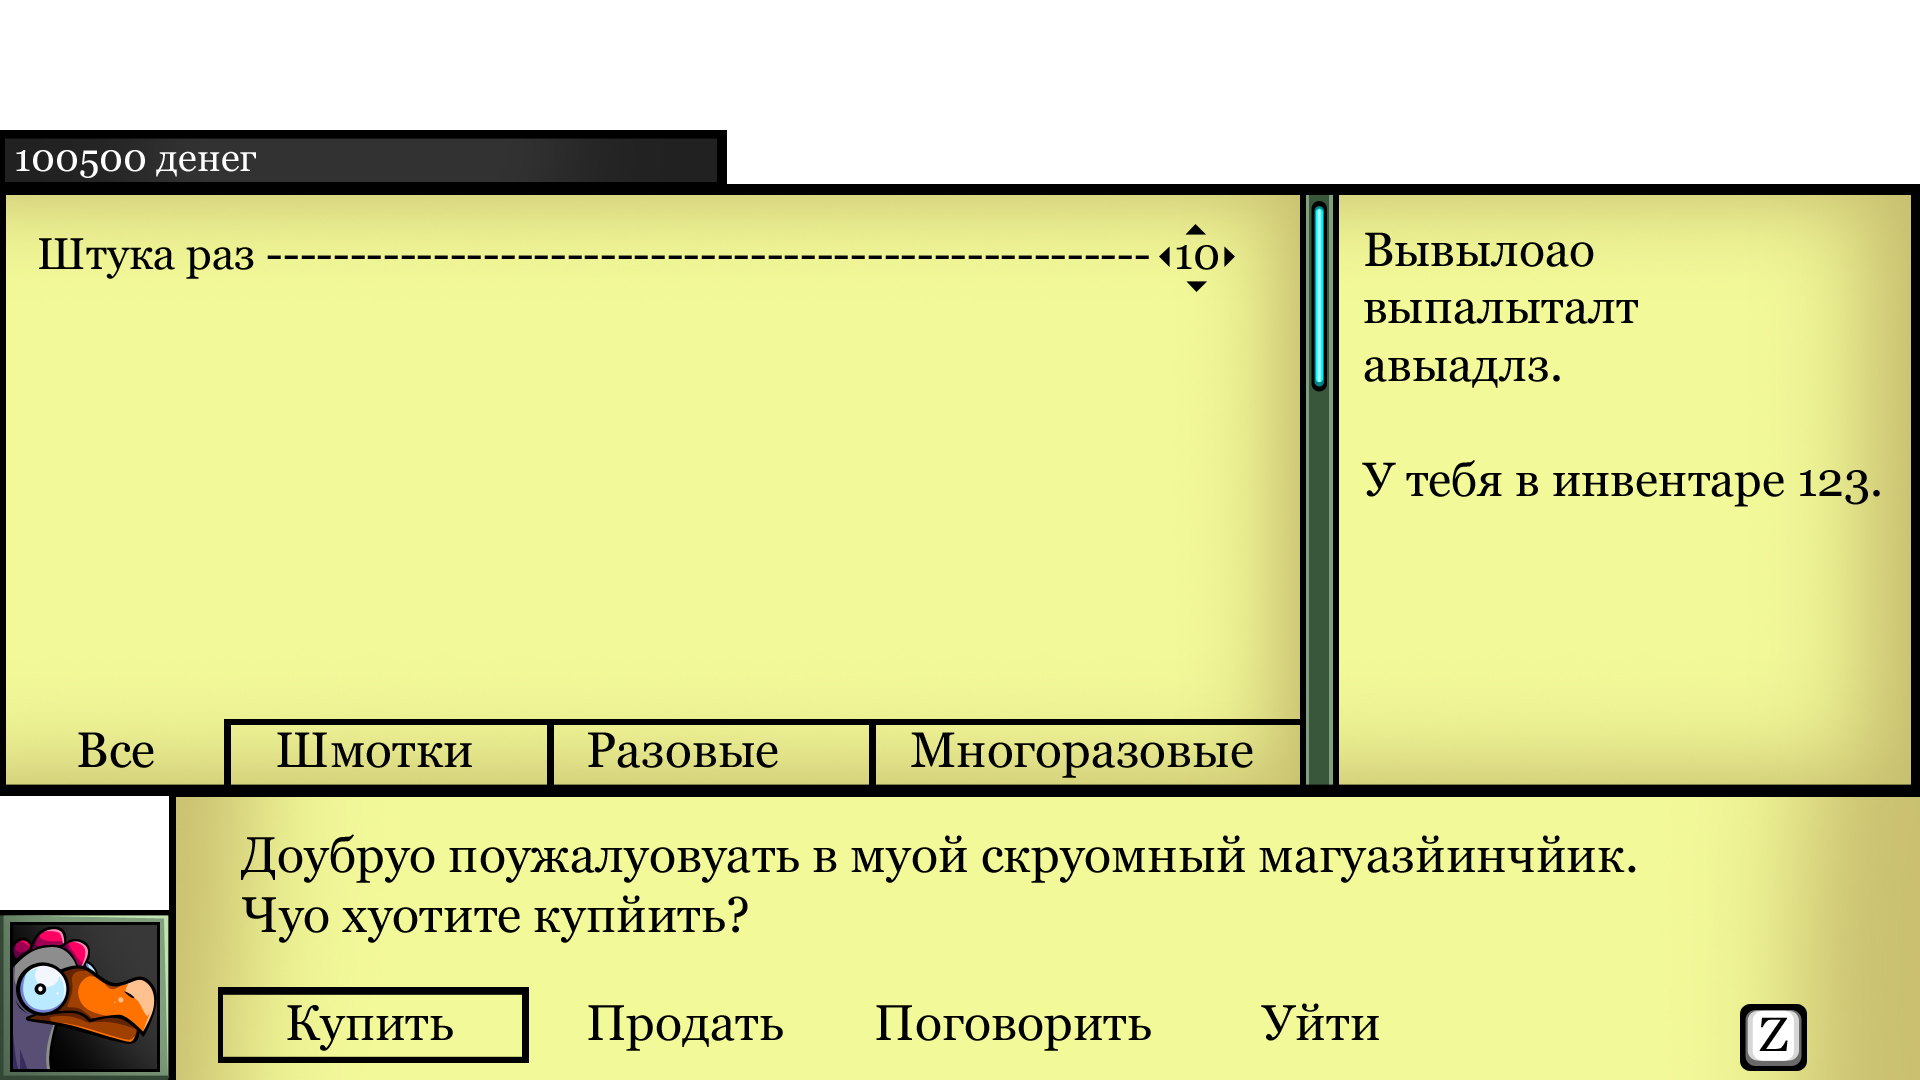 100500 денег
Штука раз ----------------------------------------------------- 10
Вывылоао
выпалыталт
авыадлз.
У тебя в инвентаре 123.
Все Шмотки Разовые Многоразовые
Доубруо поужалуовуать в муой скруомный магуазйинчйик.
Чуо хуотите купйить?
Купить Продать Поговорить Уйти
Z